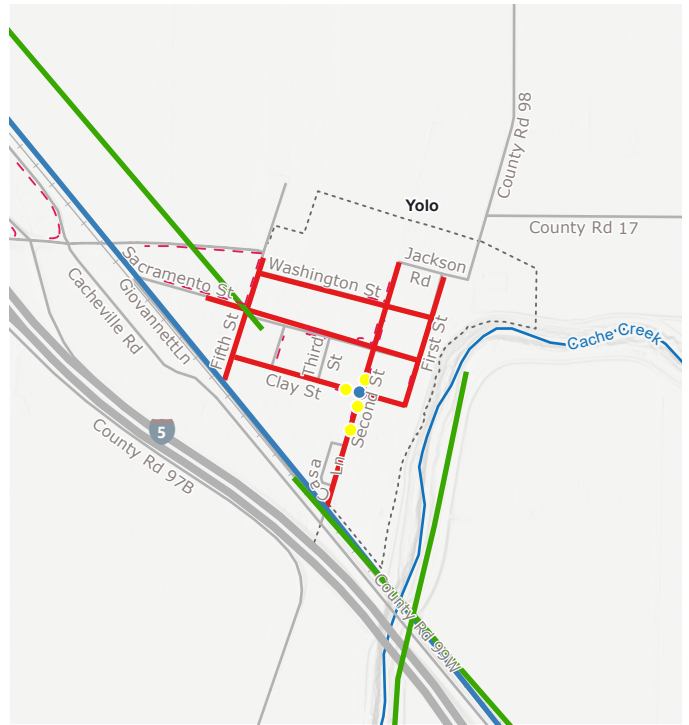 County Rd 98
Yolo
County Rd 17
Jackson
Rd
Washington St
Sacramento St
Giovannetti Ln
Cacheville Rd
Fifth St
Third
St
First St
Cache Creek
Clay St
Second St
5
County Rd 97B
Casa
Ln
County Rd 99W